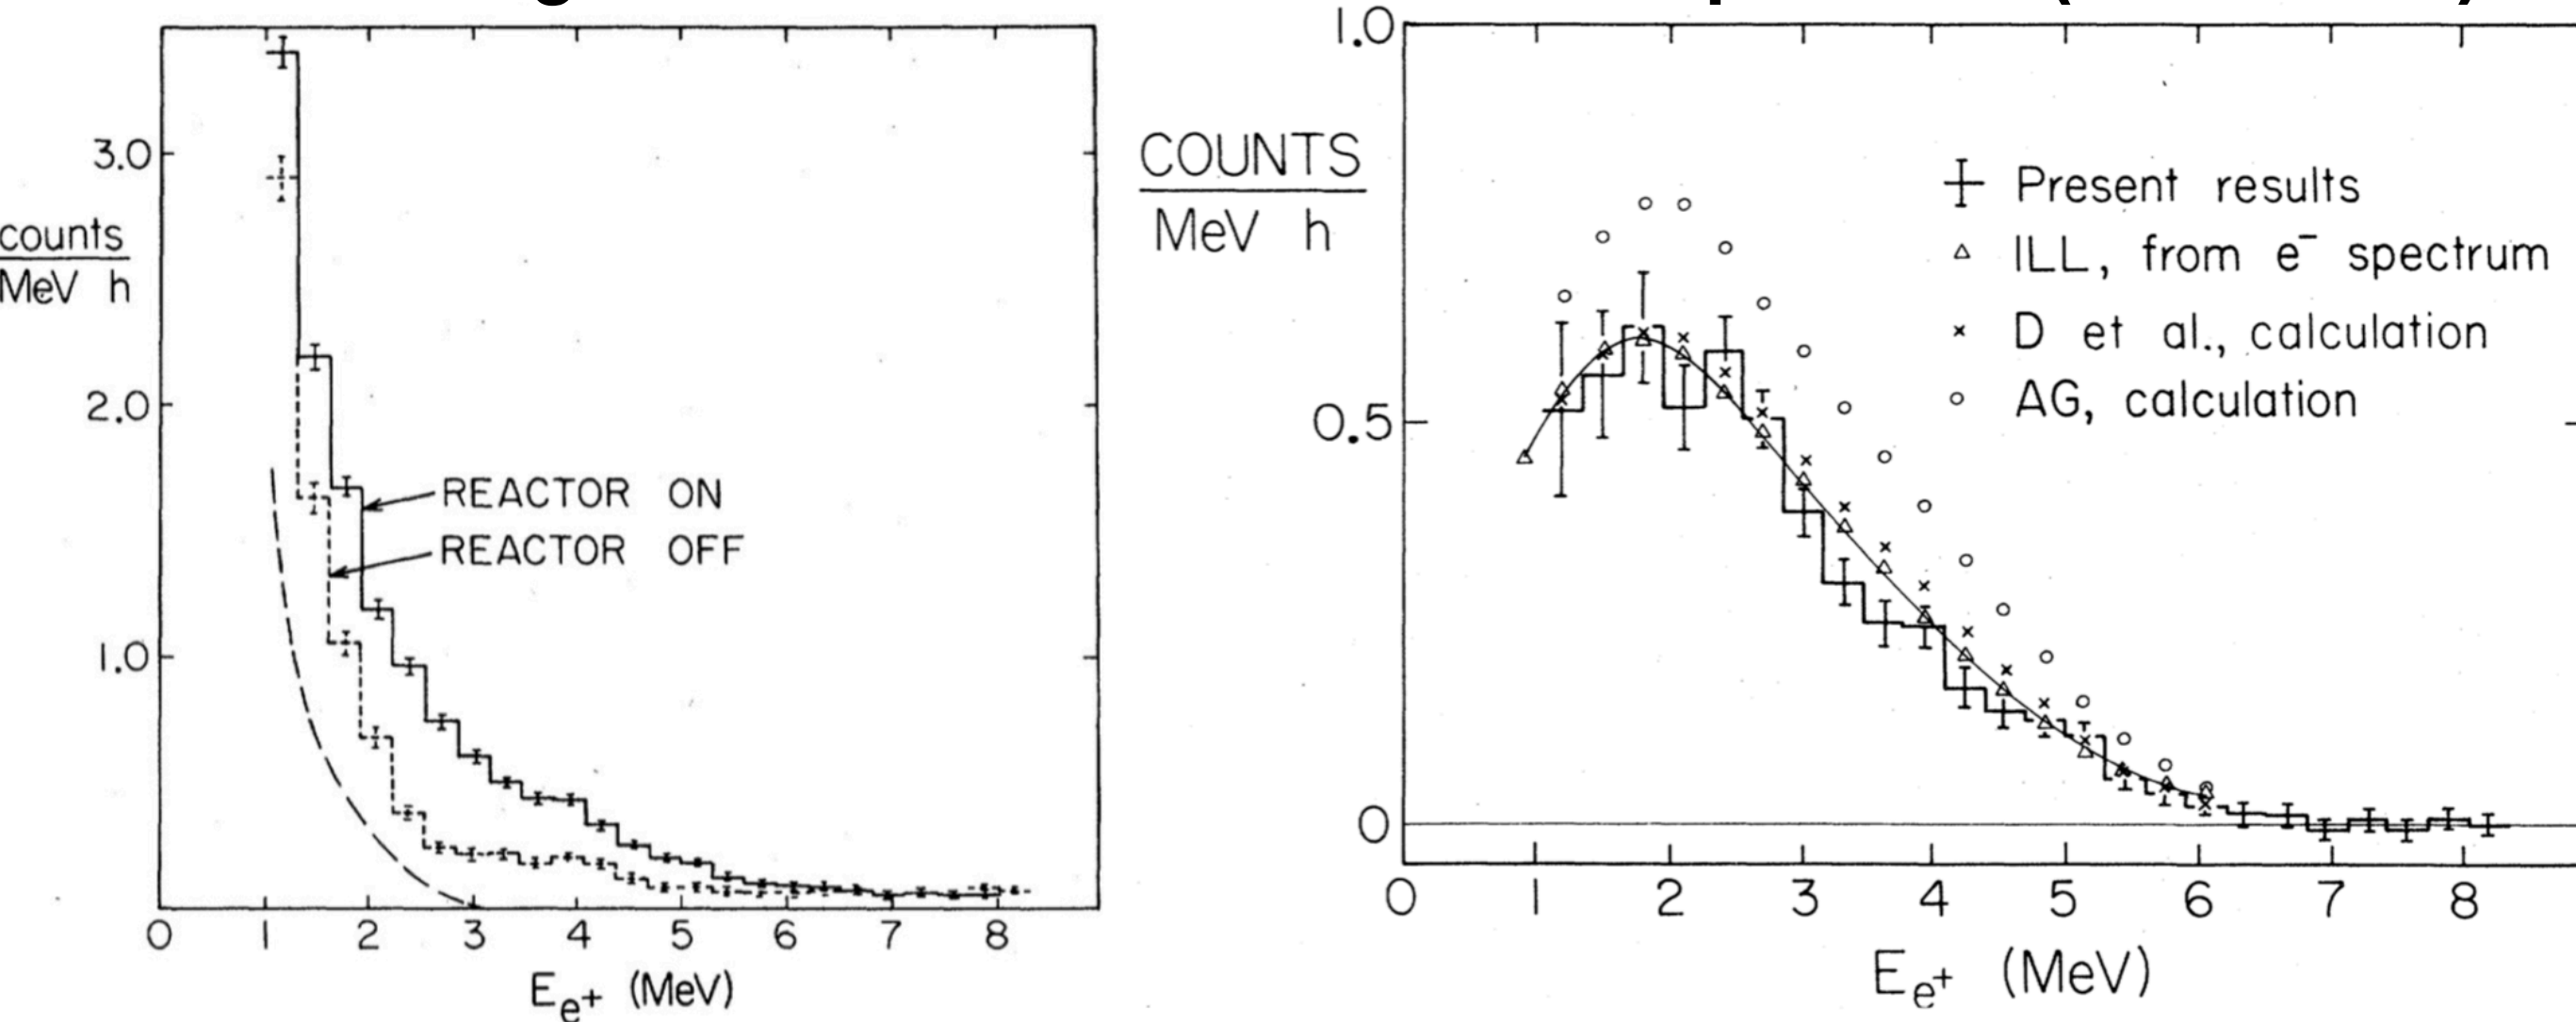 3.0
2.0
1.0
counts
MeV h
REACTOR ON
REACTOR OFF
0 1 2 3 4 5 6 7 8
Ee+ (MeV)
1.0
0.5
0
COUNTS
MeV h
Present results
ILL, from e− spectrum
D et al., calculation
AG, calculation
0 1 2 3 4 5 6 7 8
Ee+ (MeV)